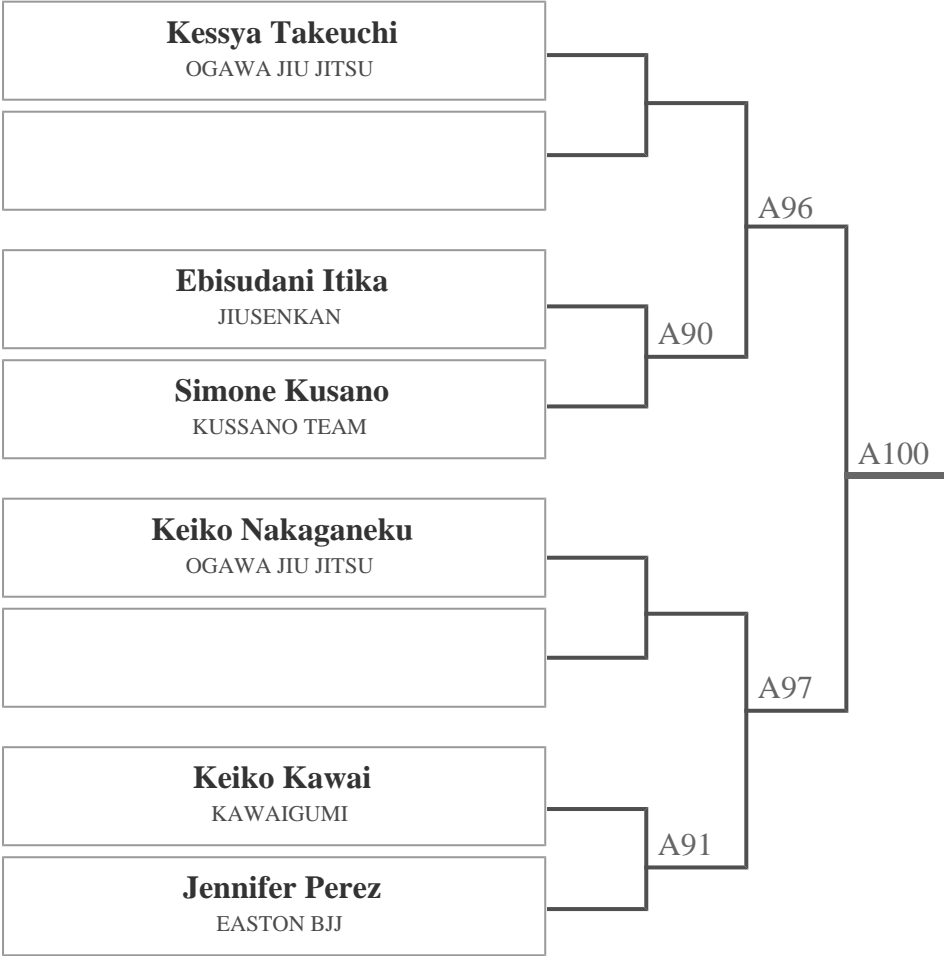 Kessya Takeuchi
OGAWA JIU JITSU
A96
Ebisudani Itika
JIUSENKAN
A90
Simone Kusano
KUSSANO TEAM
A100
Keiko Nakaganeku
OGAWA JIU JITSU
A97
Keiko Kawai
KAWAIGUMI
A91
Jennifer Perez
EASTON BJJ